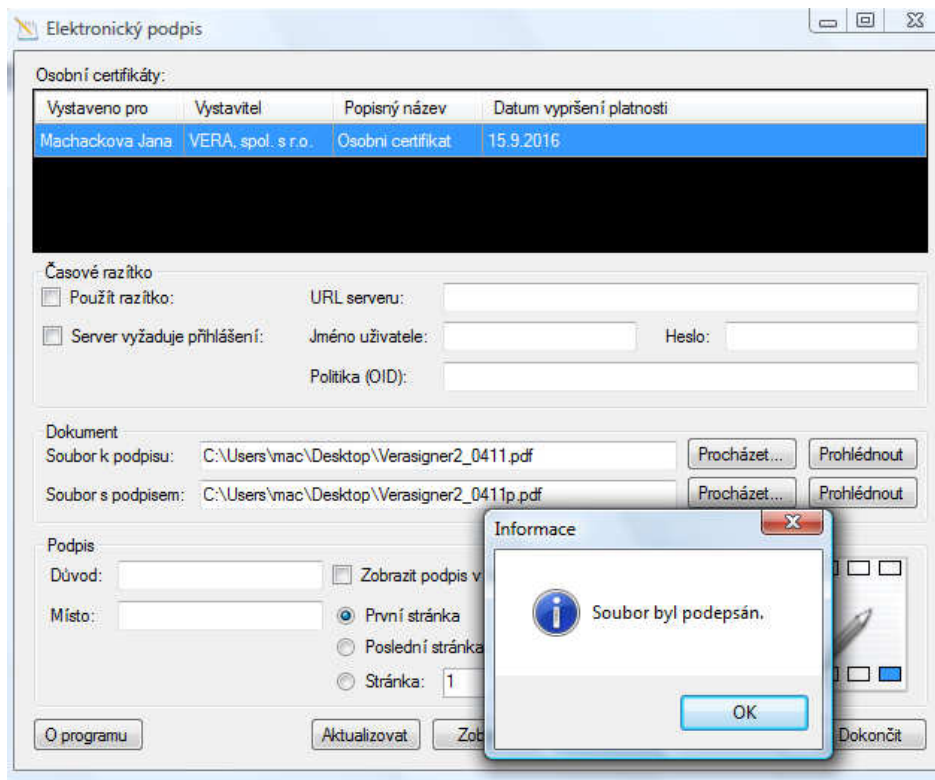 Elektronický podpis
Osobní certifikáty:
Vystaveno pro Vystavitel Popisný název Datum vypršení platnosti
Machackova Jana VERA, spol. s r.o. Osobni certifikat 15.9.2016
Časové razítko
Použít razítko: URL serveru:
Server vyžaduje přihlášení: Jméno uživatele: Heslo:
Politika (OID):
Dokument
Soubor k podpisu: C:\Users\mac\Desktop\Verasigner2_0411.pdf Procházet... Prohlédnout
Soubor s podpisem: C:\Users\mac\Desktop\Verasigner2_0411p.pdf Procházet... Prohlédnout
Informace
Podpis
Důvod: Zobrazit podpis v
Soubor byl podepsán.
Místo: První stránka
Poslední stránka
Stránka: 1
OK
O programu Aktualizovat Zob Dokončit